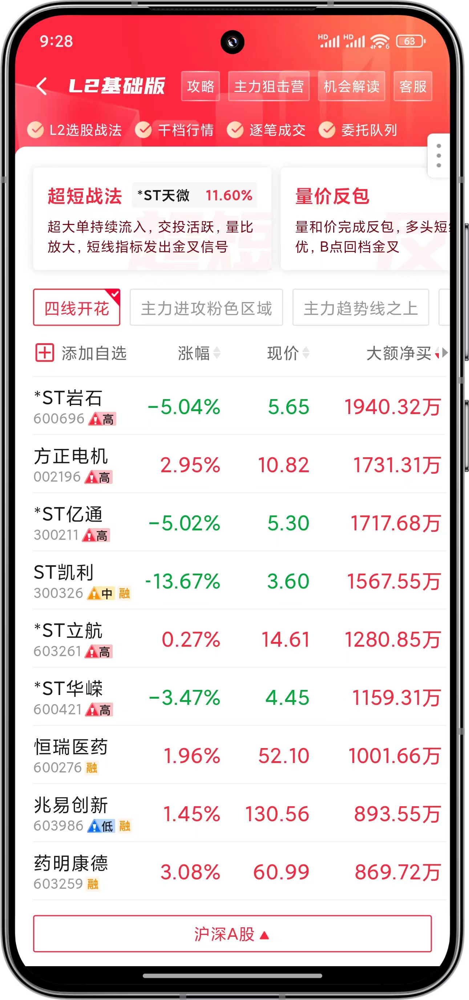 9:28
HD HD 6 63
L2基础版 攻略 主力狙击营 机会解读 客服
L2选股战法 千档行情 逐笔成交 委托队列
超短战法 *ST天微 11.60%
超大单持续流入，交投活跃，量比
放大，短线指标发出金叉信号
量价反包
量和价完成反包，多头短
优，B点回档金叉
四线开花 主力进攻粉色区域 主力趋势线之上
添加自选 涨幅 现价 大额净买
*ST岩石 -5.04% 5.65 1940.32万
600696 高
方正电机 2.95% 10.82 1731.31万
002196 高
*ST亿通 -5.02% 5.30 1717.68万
300211 高
ST凯利 -13.67% 3.60 1567.55万
300326 中 融
*ST立航 0.27% 14.61 1280.85万
603261 高
*ST华嵘 -3.47% 4.45 1159.31万
600421 高
恒瑞医药 1.96% 52.10 1001.66万
600276 融
兆易创新 1.45% 130.56 893.55万
603986 低 融
药明康德 3.08% 60.99 869.72万
603259 融
沪深A股